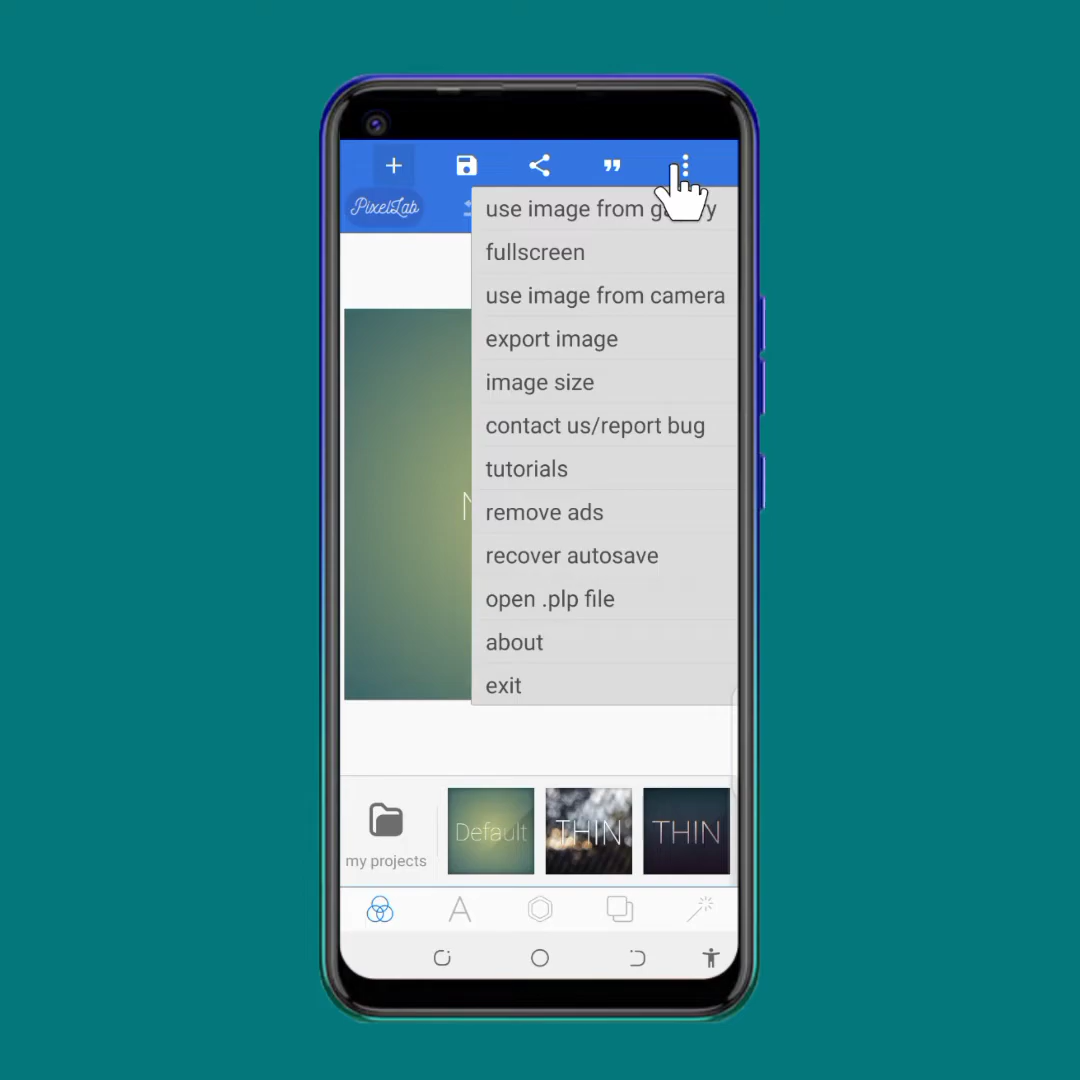 PixelLab
use image from gallery
fullscreen
use image from camera
export image
image size
contact us/report bug
tutorials
remove ads
recover autosave
open .plp file
about
exit
my projects
Default
THIN
THIN